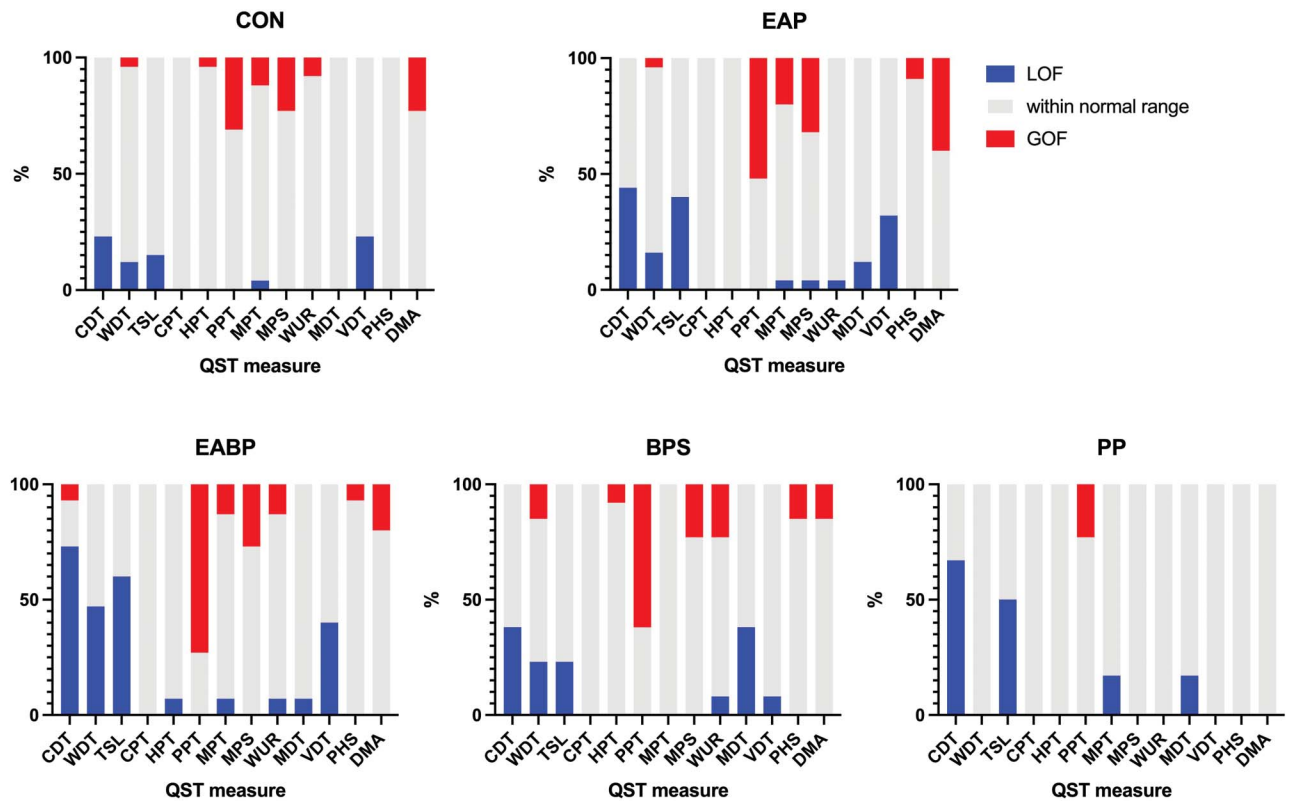 CON
100
50
0
%
CDT
WDT
TSL
CPT
HPT
PPT
MPT
MPS
WUR
MDT
VDT
PHS
DMA
QST measure
EAP
100
50
0
%
CDT
WDT
TSL
CPT
HPT
PPT
MPT
MPS
WUR
MDT
VDT
PHS
DMA
QST measure
LOF
within normal range
GOF
EABP
100
50
0
%
CDT
WDT
TSL
CPT
HPT
PPT
MPT
MPS
WUR
MDT
VDT
PHS
DMA
QST measure
BPS
100
50
0
%
CDT
WDT
TSL
CPT
HPT
PPT
MPT
MPS
WUR
MDT
VDT
PHS
DMA
QST measure
PP
100
50
0
%
CDT
WDT
TSL
CPT
HPT
PPT
MPT
MPS
WUR
MDT
VDT
PHS
DMA
QST measure